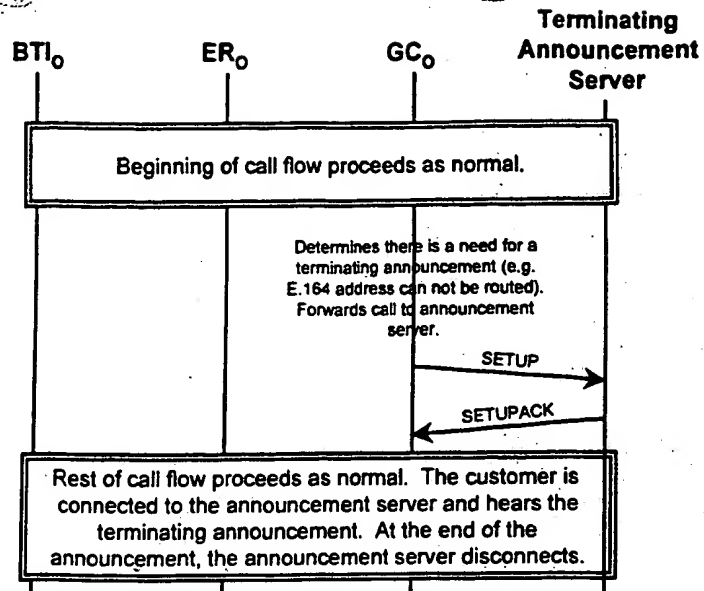 Terminating
BTIO ERO GCO Announcement
Server
Beginning of call flow proceeds as normal.
Determines there is a need for a
terminating announcement (e.g.
E.164 address can not be routed).
Forwards call to announcement
server.
SETUP
SETUPACK
Rest of call flow proceeds as normal. The customer is
connected to the announcement server and hears the
terminating announcement. At the end of the
announcement, the announcement server disconnects.